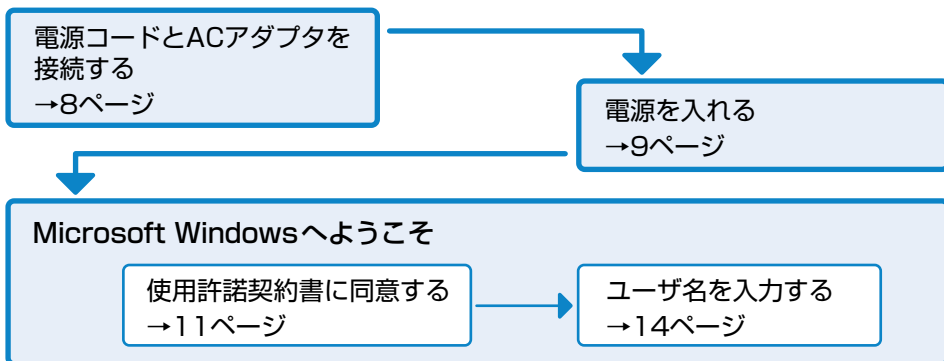 電源コードとACアダプタを
接続する
→8ページ
電源を入れる
→9ページ
Microsoft Windowsへようこそ
使用許諾契約書に同意する
→11ページ
ユーザ名を入力する
→14ページ